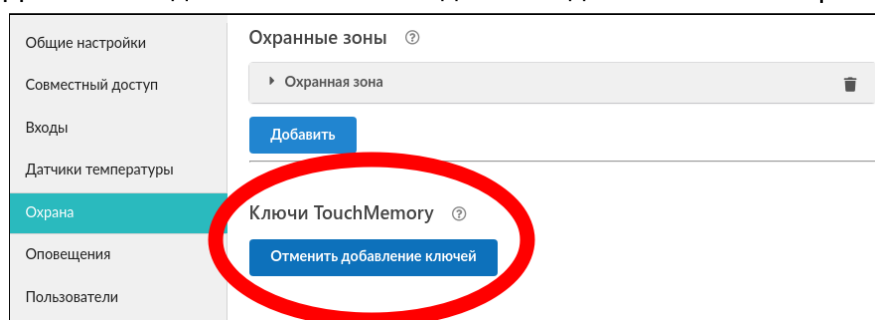 Общие настройки
Совместный доступ
Входы
Датчики температуры
Охрана
Оповещения
Пользователи
Охранные зоны
Охранная зона
Добавить
Ключи TouchMemory
Отменить добавление ключей